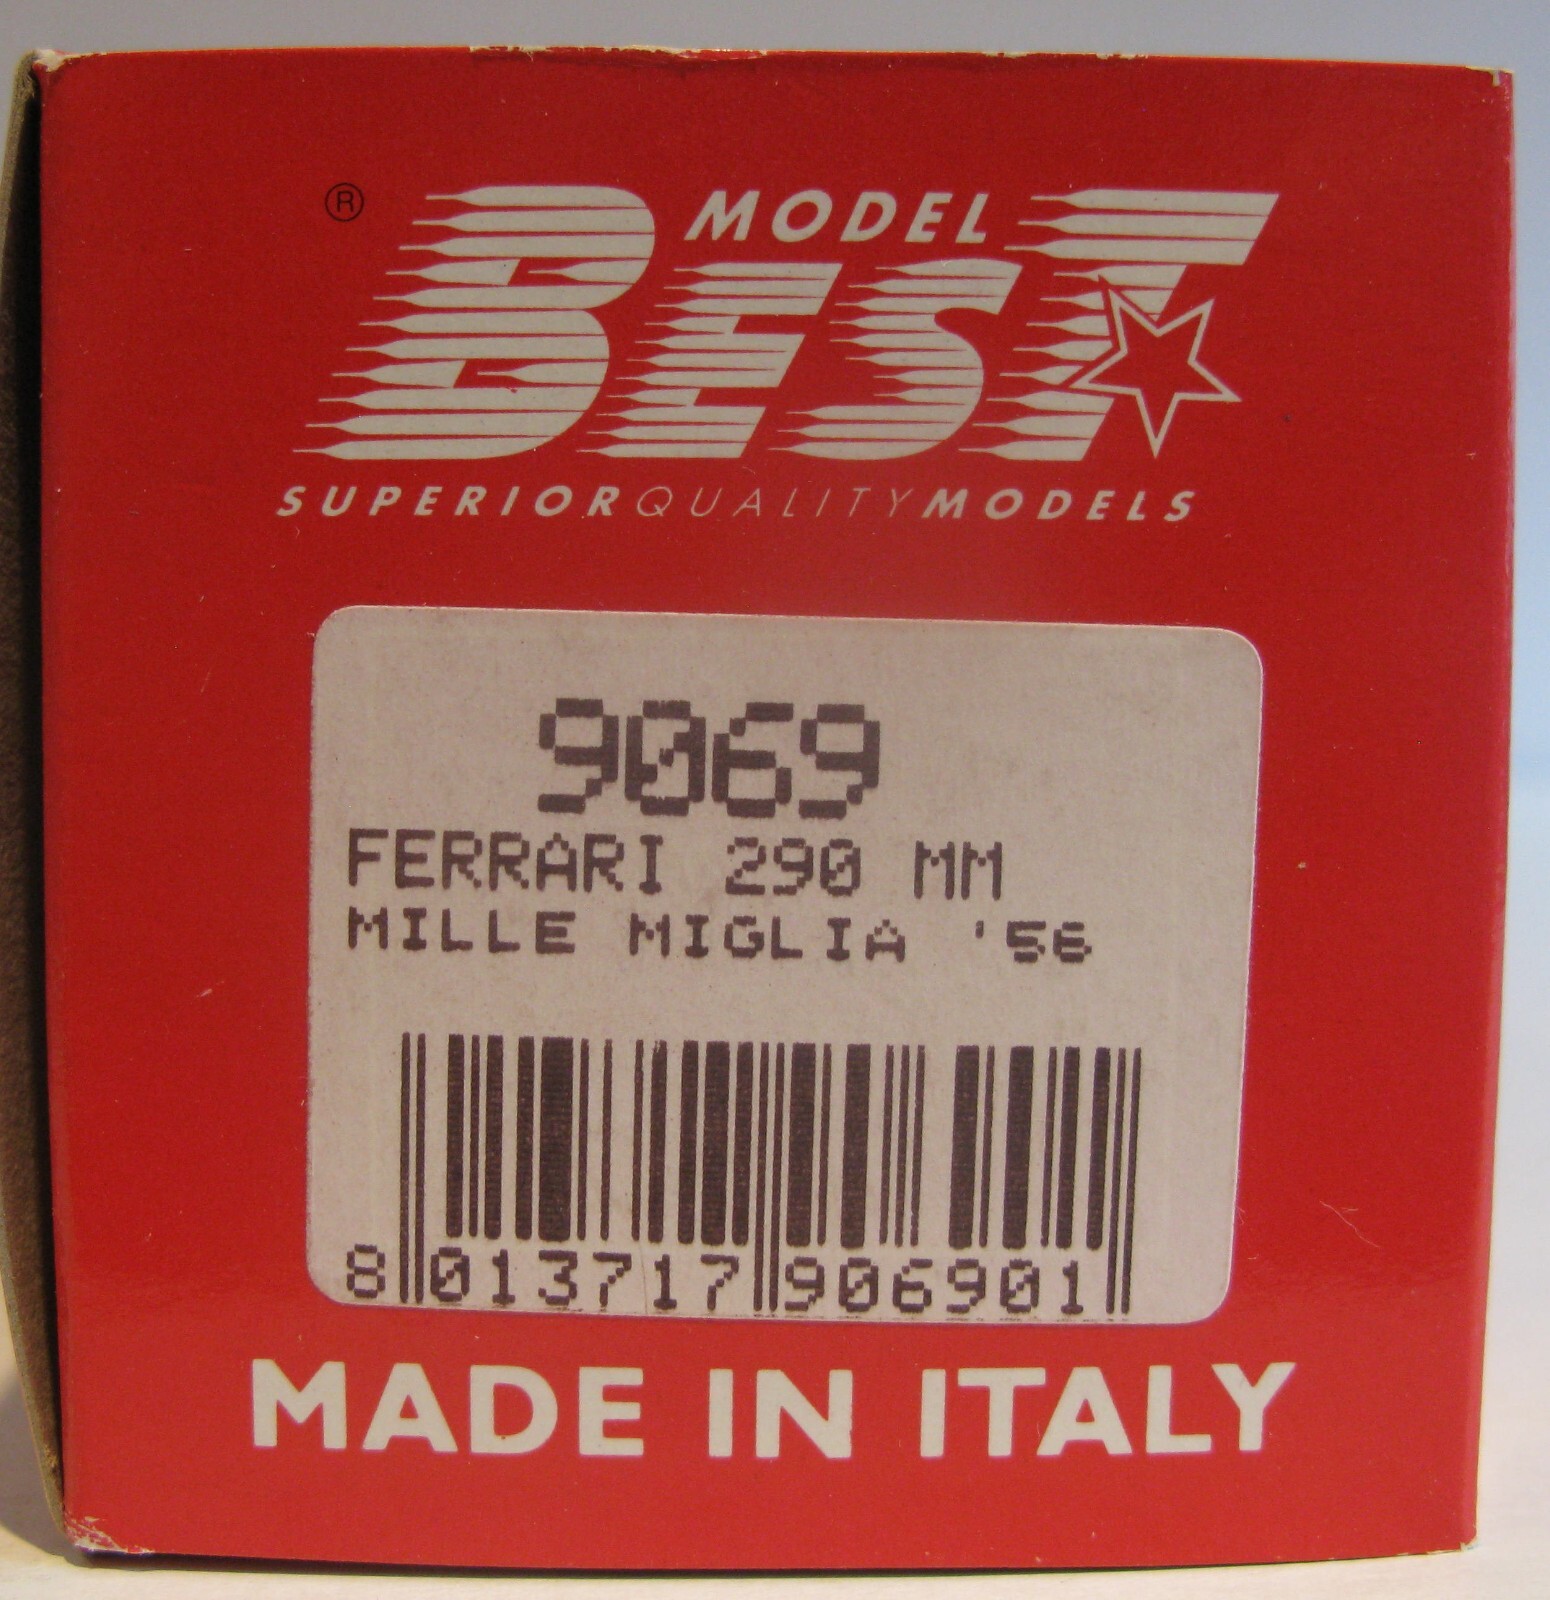 ® MODEL
BEST
SUPERIORQUALITYMODELS
9069
FERRARI 290 MM
MILLE MIGLIA '56
8 013717 906901
MADE IN ITALY